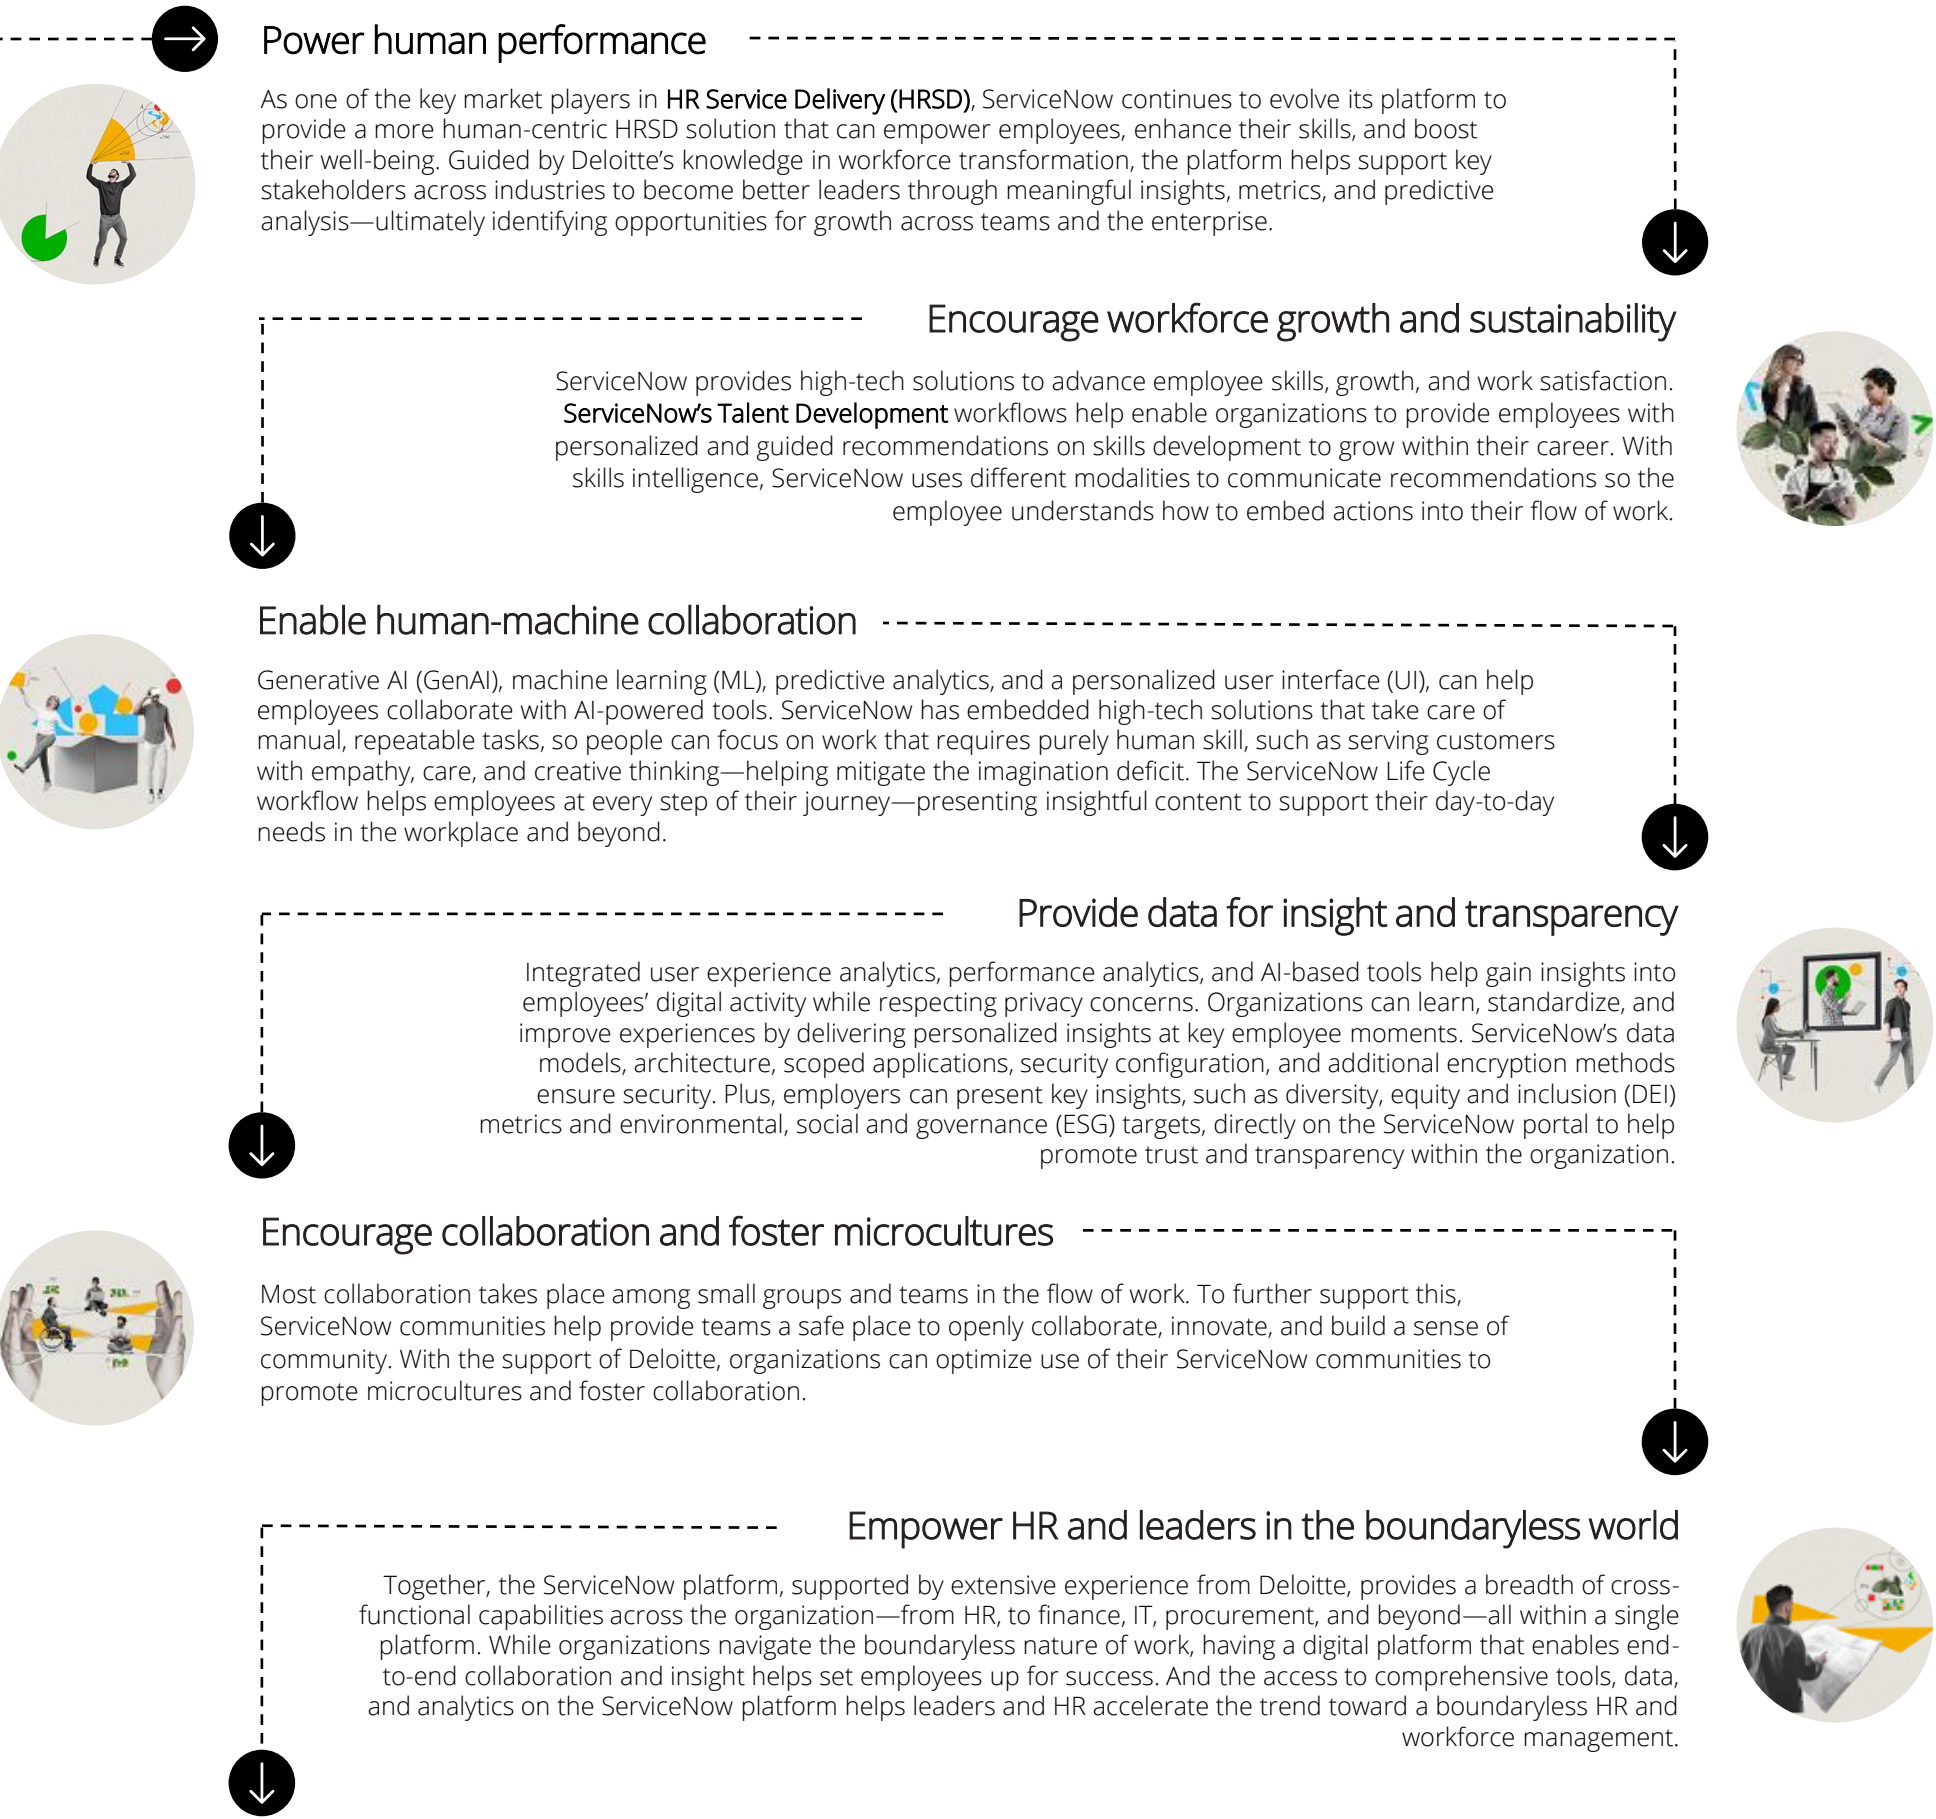 Power human performance
As one of the key market players in HR Service Delivery (HRSD), ServiceNow continues to evolve its platform to
provide a more human-centric HRSD solution that can empower employees, enhance their skills, and boost
their well-being. Guided by Deloitte’s knowledge in workforce transformation, the platform helps support key
stakeholders across industries to become better leaders through meaningful insights, metrics, and predictive
analysis—ultimately identifying opportunities for growth across teams and the enterprise.
Encourage workforce growth and sustainability
ServiceNow provides high-tech solutions to advance employee skills, growth, and work satisfaction.
ServiceNow’s Talent Development workflows help enable organizations to provide employees with
personalized and guided recommendations on skills development to grow within their career. With
skills intelligence, ServiceNow uses different modalities to communicate recommendations so the
employee understands how to embed actions into their flow of work.
Enable human-machine collaboration
Generative AI (GenAI), machine learning (ML), predictive analytics, and a personalized user interface (UI), can help
employees collaborate with AI-powered tools. ServiceNow has embedded high-tech solutions that take care of
manual, repeatable tasks, so people can focus on work that requires purely human skill, such as serving customers
with empathy, care, and creative thinking—helping mitigate the imagination deficit. The ServiceNow Life Cycle
workflow helps employees at every step of their journey—presenting insightful content to support their day-to-day
needs in the workplace and beyond.
Provide data for insight and transparency
Integrated user experience analytics, performance analytics, and AI-based tools help gain insights into
employees’ digital activity while respecting privacy concerns. Organizations can learn, standardize, and
improve experiences by delivering personalized insights at key employee moments. ServiceNow’s data
models, architecture, scoped applications, security configuration, and additional encryption methods
ensure security. Plus, employers can present key insights, such as diversity, equity and inclusion (DEI)
metrics and environmental, social and governance (ESG) targets, directly on the ServiceNow portal to help
promote trust and transparency within the organization.
Encourage collaboration and foster microcultures
Most collaboration takes place among small groups and teams in the flow of work. To further support this,
ServiceNow communities help provide teams a safe place to openly collaborate, innovate, and build a sense of
community. With the support of Deloitte, organizations can optimize use of their ServiceNow communities to
promote microcultures and foster collaboration.
Empower HR and leaders in the boundaryless world
Together, the ServiceNow platform, supported by extensive experience from Deloitte, provides a breadth of cross-
functional capabilities across the organization—from HR, to finance, IT, procurement, and beyond—all within a single
platform. While organizations navigate the boundaryless nature of work, having a digital platform that enables end-
to-end collaboration and insight helps set employees up for success. And the access to comprehensive tools, data,
and analytics on the ServiceNow platform helps leaders and HR accelerate the trend toward a boundaryless HR and
workforce management.